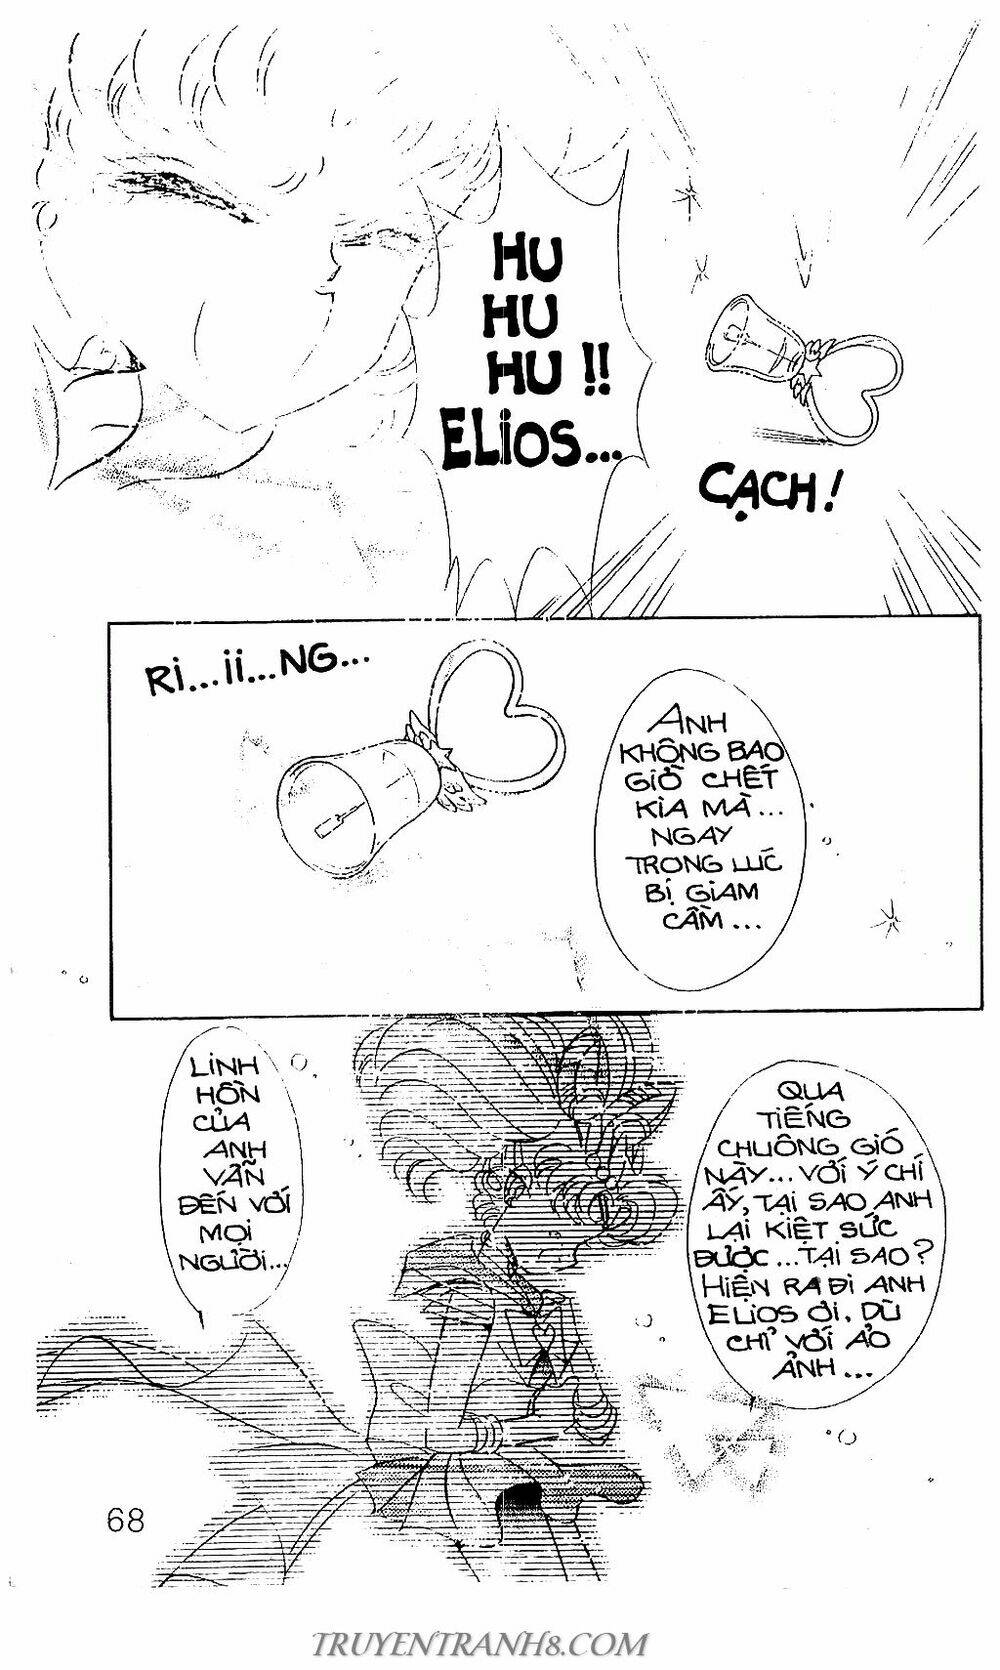 HU
HU
HU!!
ELiOS...
CẠCH!
Ri...ii...NG...
ANH
KHÔNG BAO
GIỜ CHẾT
KÌA MÀ...
NGAY
TRONG LÚC
BỊ GIAM
CẦM...
LINH
HỒN
CỦA
ANH
VẪN
ĐẾN VỚI
MỌI
NGƯỜI...
QUA
TIẾNG
CHUÔNG GIÓ
NÀY... VỚI Ý CHÍ
ẤY, TẠI SAO ANH
LẠI KIỆT SỨC
ĐƯỢC... TẠI SAO?
HIỆN RA ĐI ANH
ELIOS ƠI. DÙ
CHỈ VỚI ẢO
ẢNH...
68
TRUYENTRANH8.COM